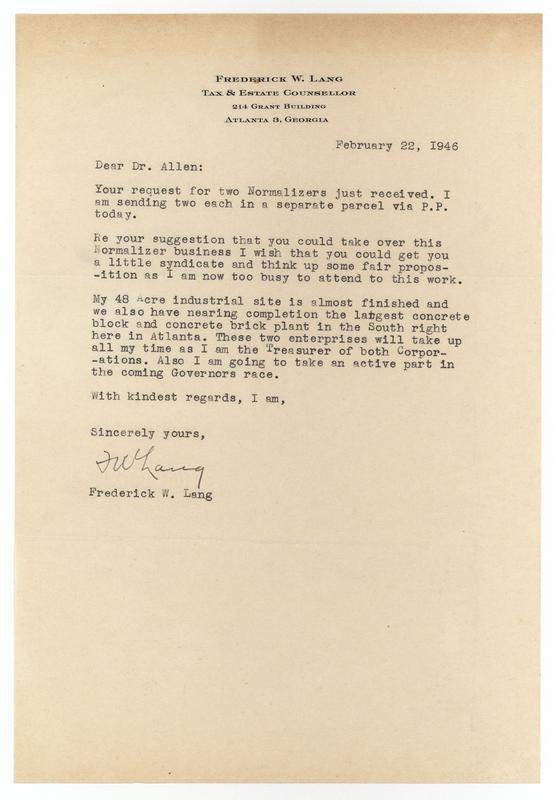 Frederick W. Lang
Tax & Estate Counsellor
214 Grant Building
Atlanta 3, Georgia
February 22, 1946
Dear Dr. Allen:
Your request for two Normalizers just received. I
am sending two each in a separate parcel via P.P.
today.
Re your suggestion that you could take over this
Normalizer business I wish that you could get you
a little syndicate and think up some fair propos-
-ition as I am now too busy to attend to this work.
My 48 Acre industrial site is almost finished and
we also have nearing completion the largest concrete
block and concrete brick plant in the South right
here in Atlanta. These two enterprises will take up
all my time as I am the Treasurer of both Corpor-
-ations. Also I am going to take an active part in
the coming Governors race.
With kindest regards, I am,
Sincerely yours,
FW Lang
Frederick W. Lang